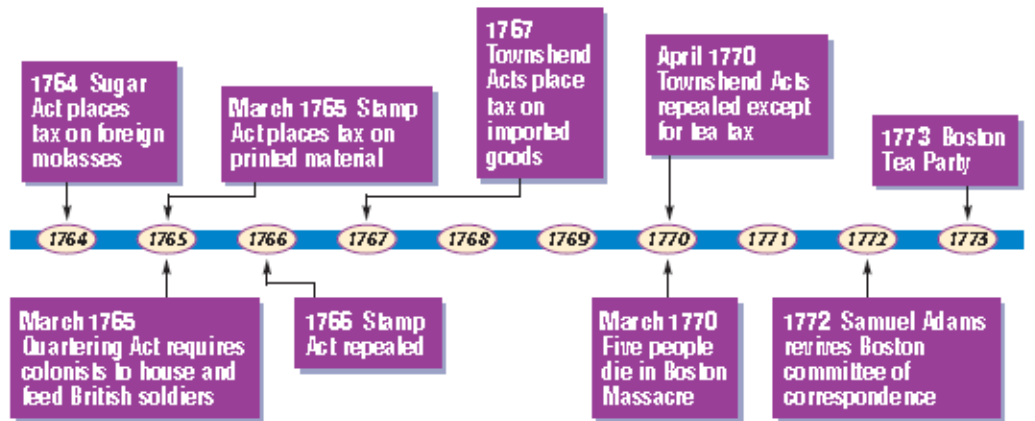 1764 Sugar
Act places
tax on foreign
molasses
March 1765 Stamp
Act places tax on
printed material
1767
Townshend
Acts place
tax on
imported
goods
April 1770
Townshend Acts
repealed except
for tea tax
1773 Boston
Tea Party
1764
1765
1766
1767
1768
1769
1770
1771
1772
1773
March 1765
Quartering Act requires
colonists to house and
feed British soldiers
1766 Stamp
Act repealed
March 1770
Five people
die in Boston
Massacre
1772 Samuel Adams
revives Boston
committee of
correspondence